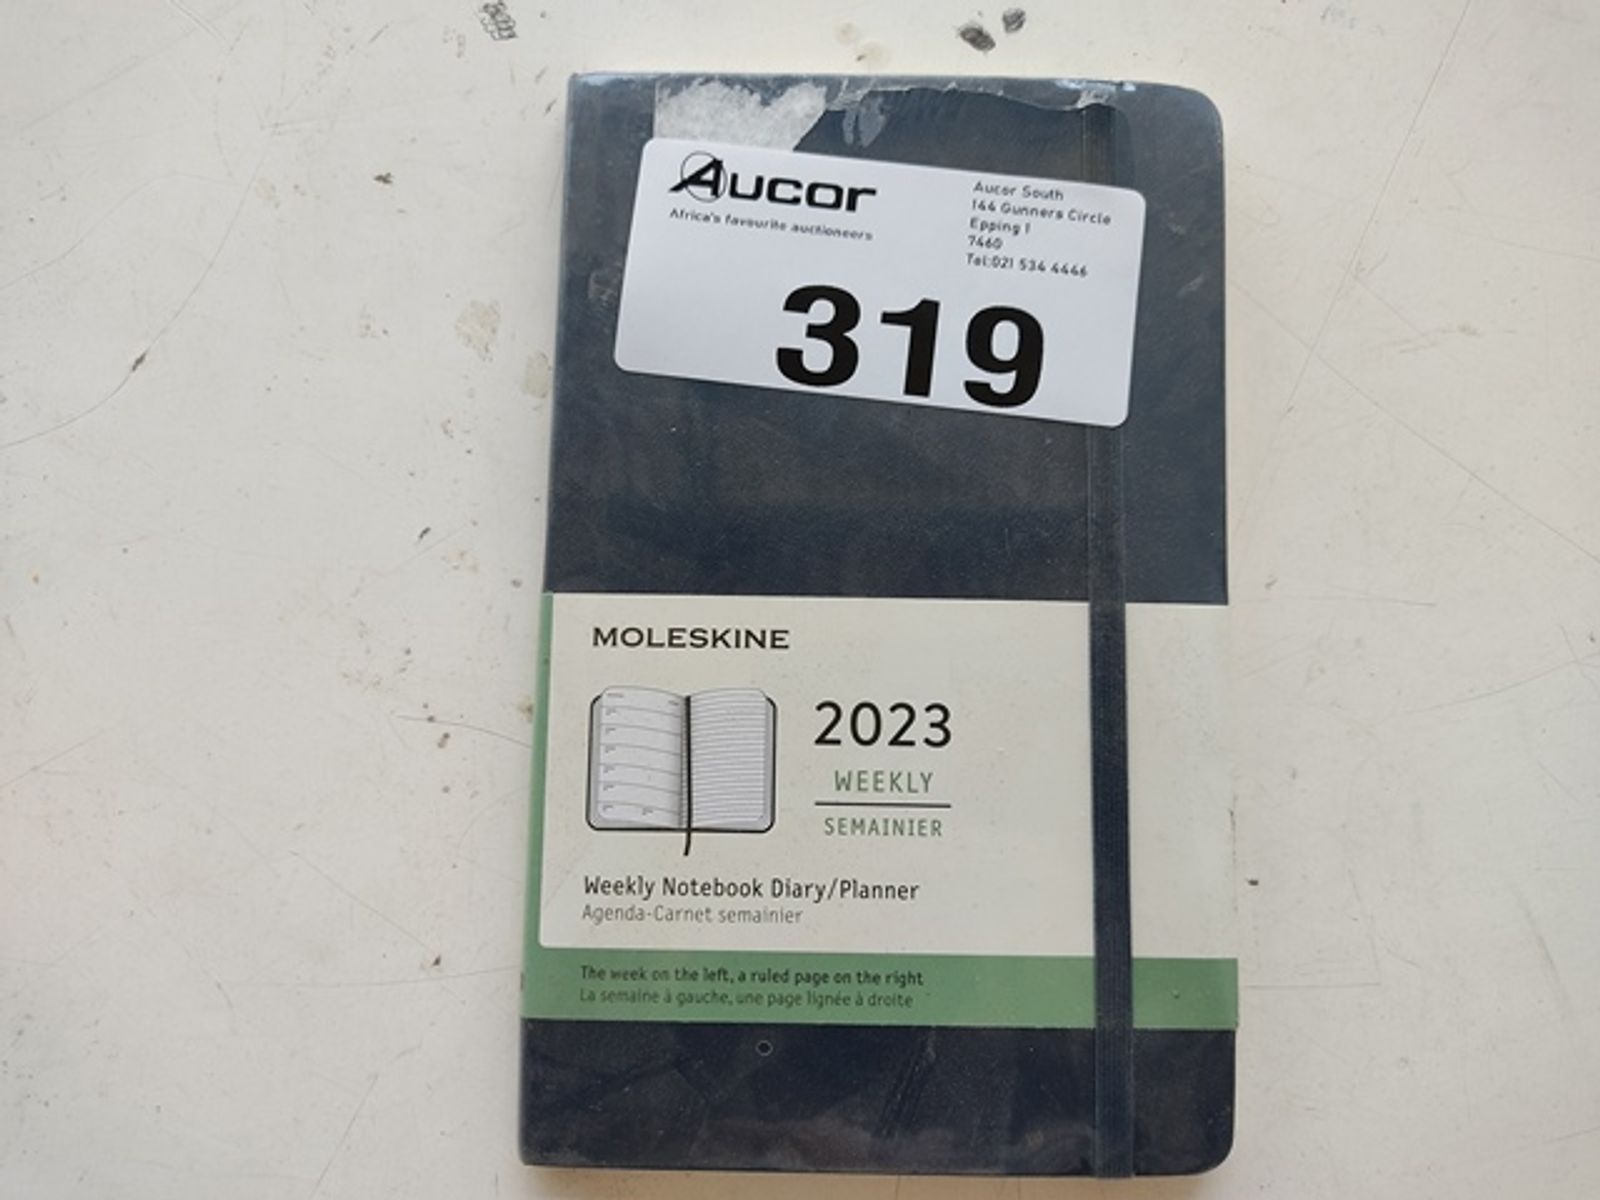 Aucor
Africa's favourite auctioneers
Aucor South
144 Gunners Circle
Epping 1
7460
Tel:021 534 4446
319
MOLESKINE
2023
WEEKLY
SEMAINIER
Weekly Notebook Diary/Planner
Agenda-Carnet semainier
The week on the left, a ruled page on the right
La semaine à gauche, une page lignée à droite